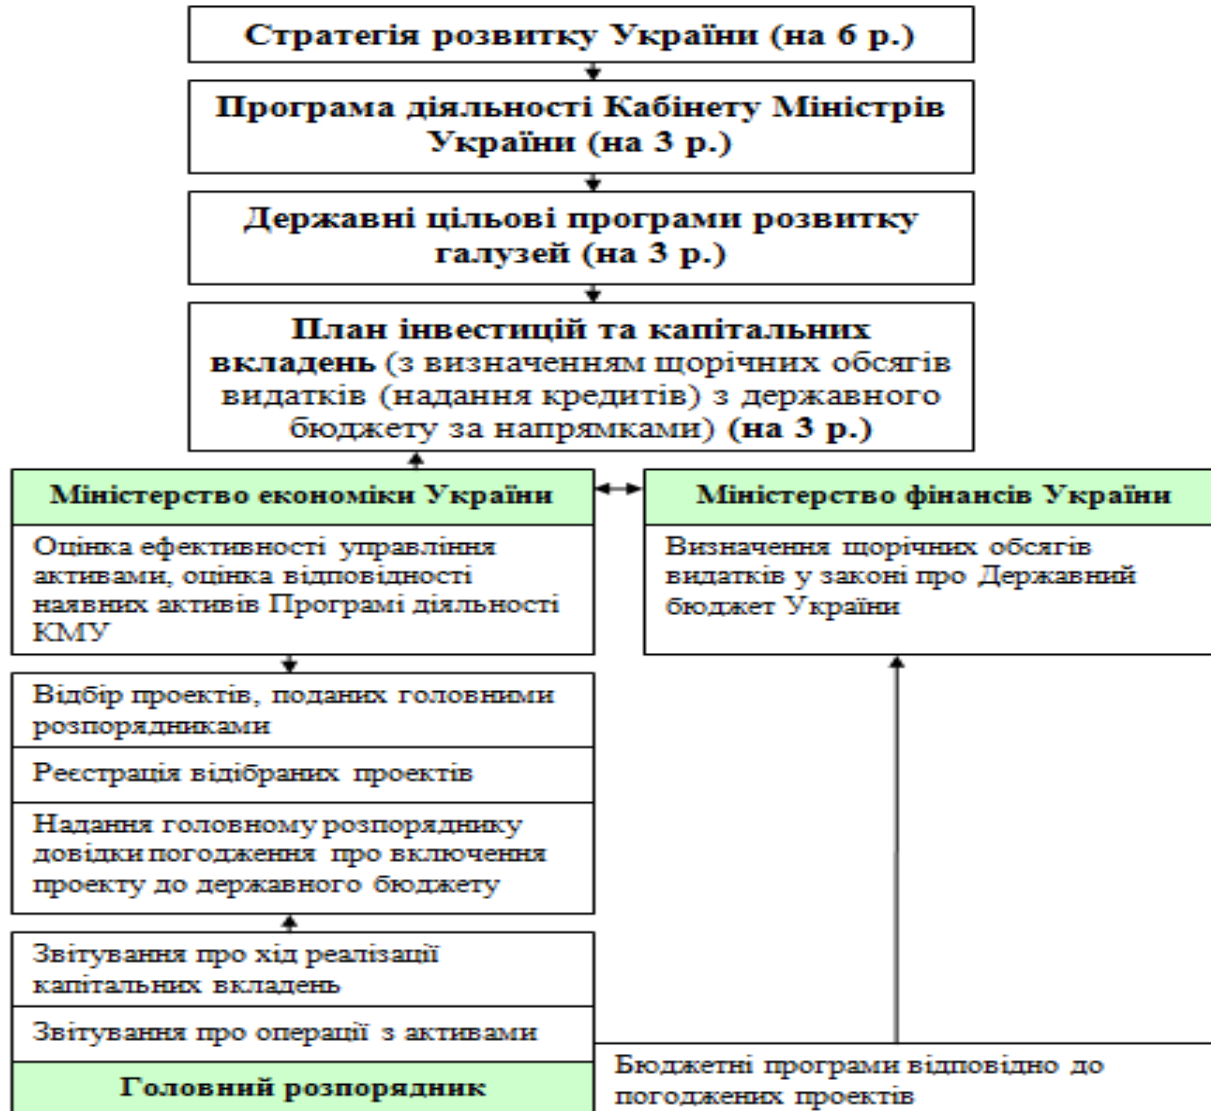 Стратегія розвитку України (на 6 р.)
Програма діяльності Кабінету Міністрів
України (на 3 р.)
Державні цільові програми розвитку
галузей (на 3 р.)
План інвестицій та капітальних
вкладень (з визначенням щорічних обсягів
видатків (надання кредитів) з державного
бюджету за напрямками) (на 3 р.)
Міністерство економіки України
Оцінка ефективності управління
активами, оцінка відповідності
наявних активів Програмі діяльності
КМУ
Міністерство фінансів України
Визначення щорічних обсягів
видатків у законі про Державний
бюджет України
Відбір проектів, поданих головними
розпорядниками
Реєстрація відібраних проектів
Надання головному розпоряднику
довідки погодження про включення
проекту до державного бюджету
Звітування про хід реалізації
капітальних вкладень
Звітування про операції з активами
Головний розпорядник
Бюджетні програми відповідно до
погоджених проектів